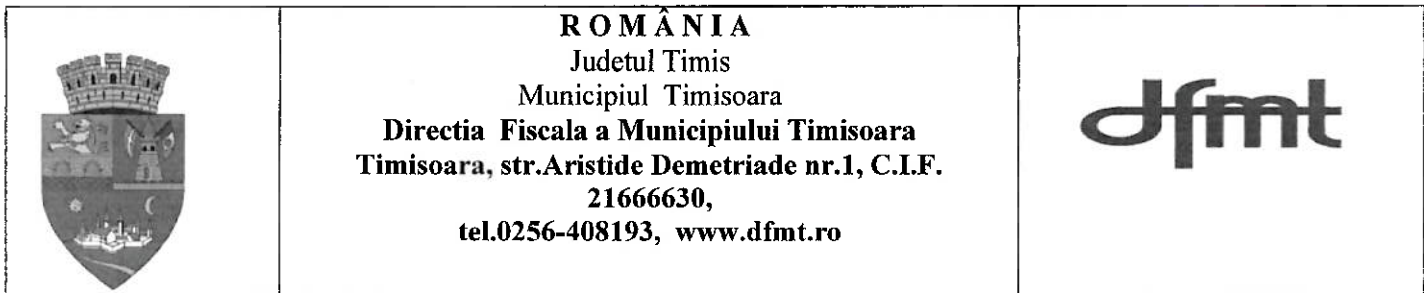 R O M Â N I A
Judetul Timis
Municipiul Timisoara
Directia Fiscala a Municipiului Timisoara
Timisoara, str.Aristide Demetriade nr.1, C.I.F.
21666630,
tel.0256-408193, www.dfmt.ro
dfmt